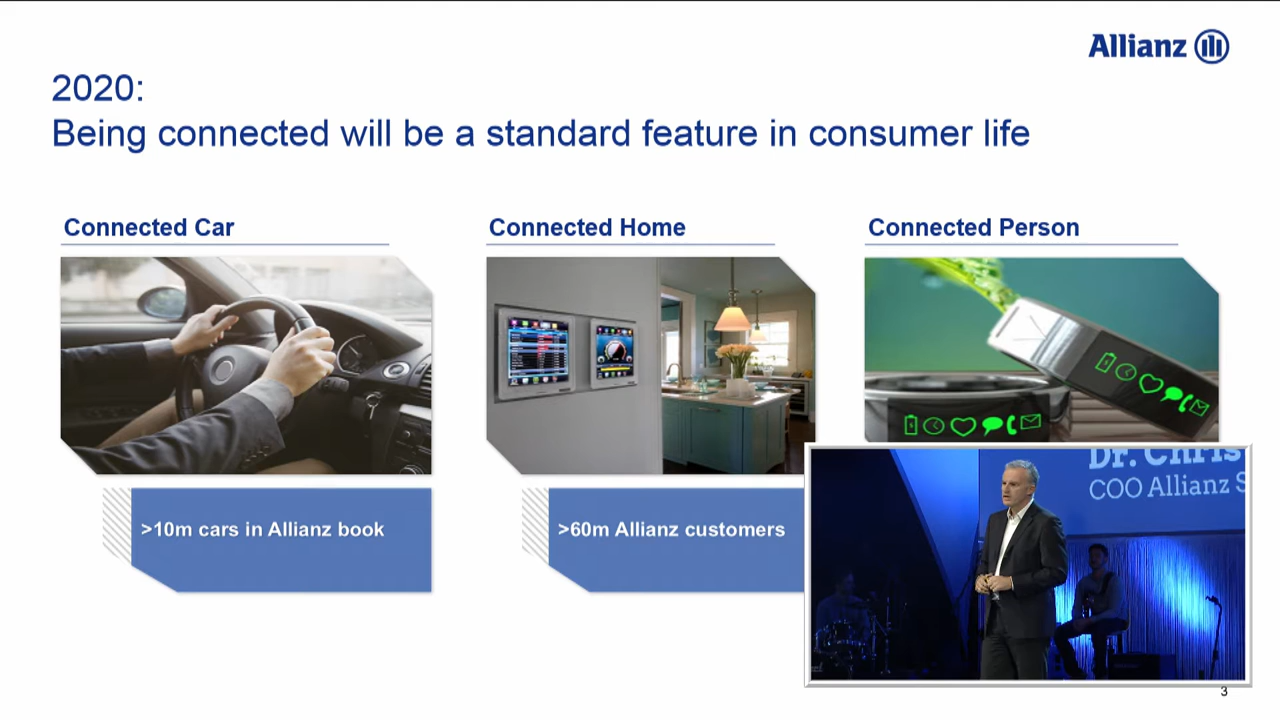 Allianz
2020:
Being connected will be a standard feature in consumer life
Connected Car
Connected Home
Connected Person
>10m cars in Allianz book
>60m Allianz customers
Dr. Chris
COO Allianz S
3